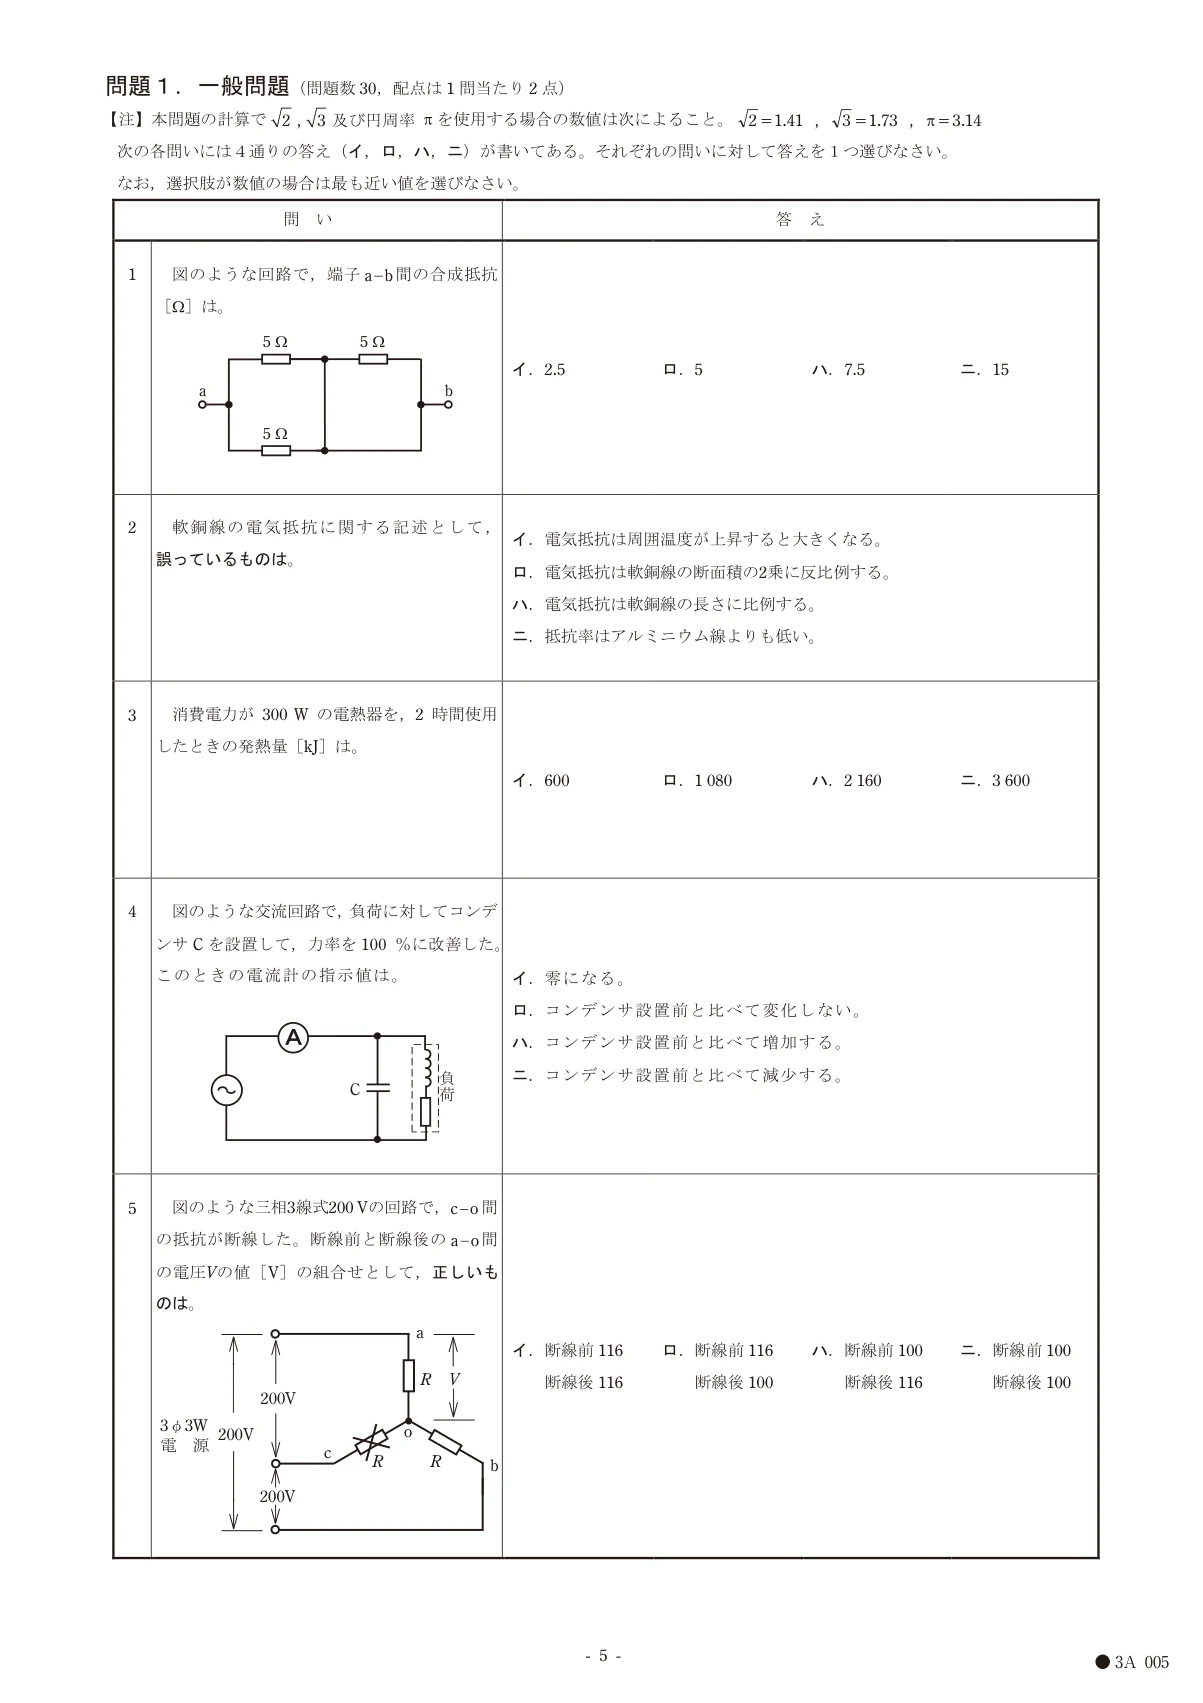 問題１．一般問題（問題数 30，配点は 1 問当たり 2 点）
【注】本問題の計算で √2 , √3 及び円周率 π を使用する場合の数値は次によること。 √2＝1.41 ， √3＝1.73 ， π＝3.14
次の各問いには４通りの答え（イ，ロ，ハ，ニ）が書いてある。それぞれの問いに対して答えを１つ選びなさい。
なお，選択肢が数値の場合は最も近い値を選びなさい。
問　い
答　え
1
図のような回路で，端子 a−b 間の合成抵抗
［Ω］は。
5 Ω
5 Ω
a
b
5 Ω
イ．2.5
ロ．5
ハ．7.5
ニ．15
2
軟銅線の電気抵抗に関する記述として，
誤っているものは。
イ．電気抵抗は周囲温度が上昇すると大きくなる。
ロ．電気抵抗は軟銅線の断面積の2乗に反比例する。
ハ．電気抵抗は軟銅線の長さに比例する。
ニ．抵抗率はアルミニウム線よりも低い。
3
消費電力が 300 W の電熱器を，2 時間使用
したときの発熱量［kJ］は。
イ．600
ロ．1 080
ハ．2 160
ニ．3 600
4
図のような交流回路で，負荷に対してコンデ
ンサ C を設置して，力率を 100 ％に改善した。
このときの電流計の指示値は。
A
C
負
荷
イ．零になる。
ロ．コンデンサ設置前と比べて変化しない。
ハ．コンデンサ設置前と比べて増加する。
ニ．コンデンサ設置前と比べて減少する。
5
図のような三相3線式200 Vの回路で，c−o 間
の抵抗が断線した。断線前と断線後の a−o 間
の電圧Vの値［V］の組合せとして，正しいも
のは。
a
R
V
200V
3φ3W
電　源
200V
o
c
R
R
b
200V
イ．断線前 116
断線後 116
ロ．断線前 116
断線後 100
ハ．断線前 100
断線後 116
ニ．断線前 100
断線後 100
- 5 -
●3A 005